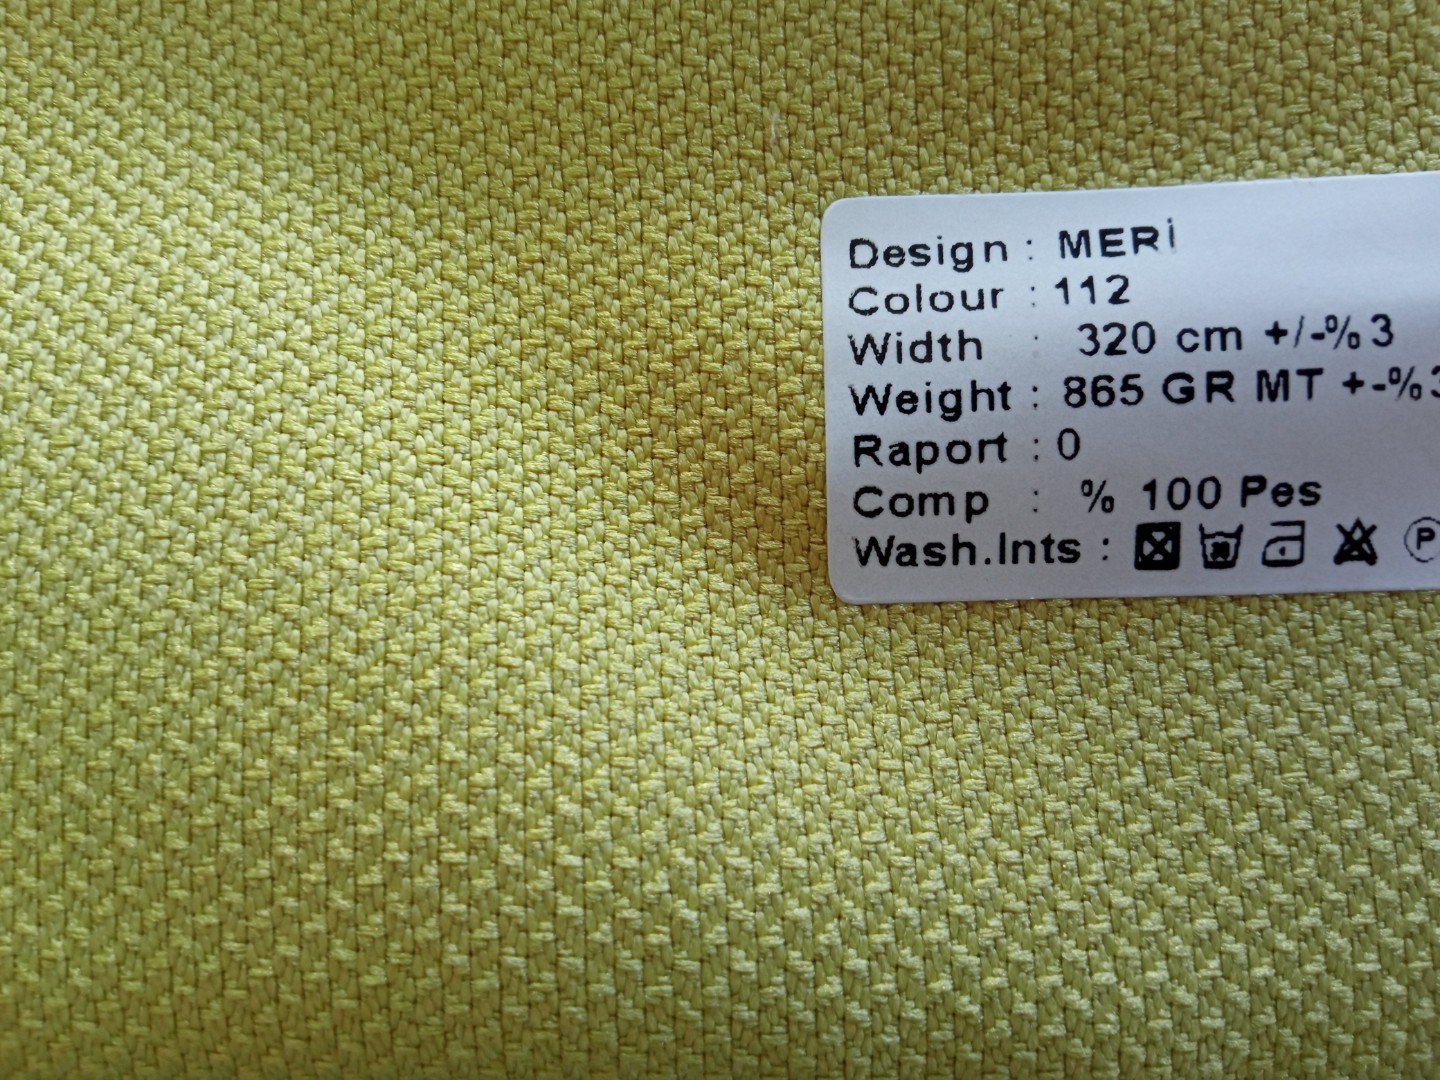 Design : MERİ
Colour : 112
Width : 320 cm +/-%3
Weight : 865 GR MT +-%3
Raport : 0
Comp : % 100 Pes
Wash.Ints : P